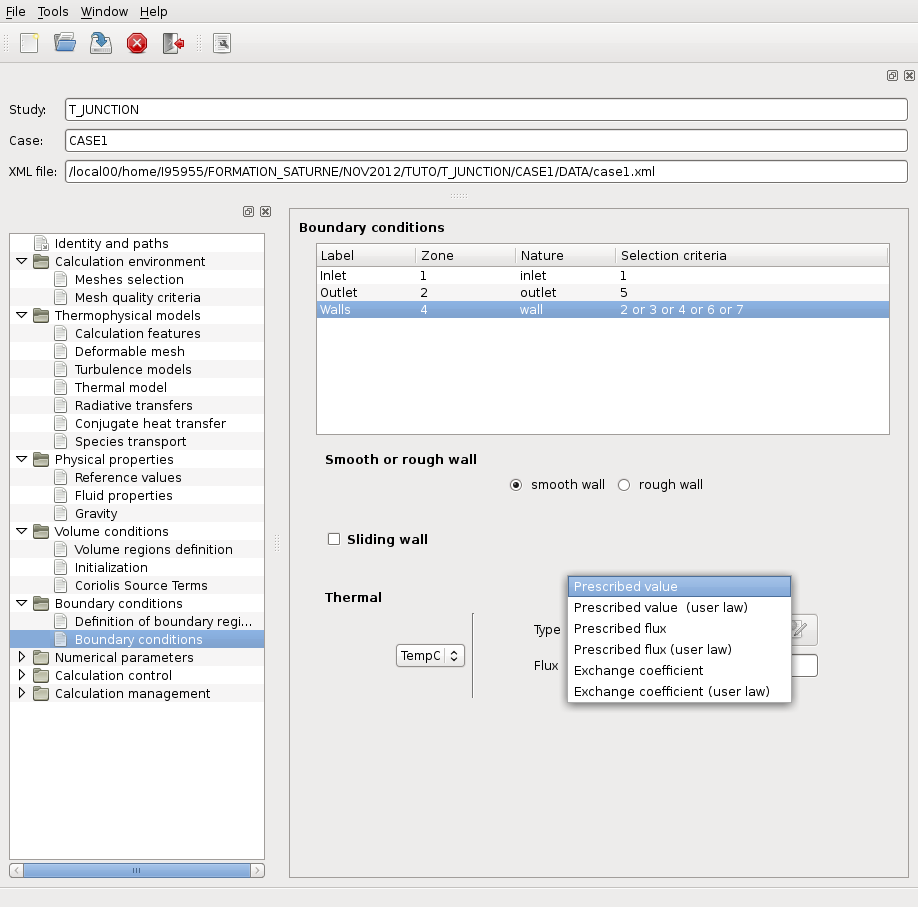 File Tools Window Help
Study: T_JUNCTION
Case: CASE1
XML file: /local00/home/I95955/FORMATION_SATURNE/NOV2012/TUTO/T_JUNCTION/CASE1/DATA/case1.xml
Identity and paths
Calculation environment
Meshes selection
Mesh quality criteria
Thermophysical models
Calculation features
Deformable mesh
Turbulence models
Thermal model
Radiative transfers
Conjugate heat transfer
Species transport
Physical properties
Reference values
Fluid properties
Gravity
Volume conditions
Volume regions definition
Initialization
Coriolis Source Terms
Boundary conditions
Definition of boundary regi...
Boundary conditions
Numerical parameters
Calculation control
Calculation management
Boundary conditions
Label Zone Nature Selection criteria
Inlet 1 inlet 1
Outlet 2 outlet 5
Walls 4 wall 2 or 3 or 4 or 6 or 7
Smooth or rough wall
smooth wall rough wall
Sliding wall
Thermal
TempC
Type
Flux
Prescribed value
Prescribed value (user law)
Prescribed flux
Prescribed flux (user law)
Exchange coefficient
Exchange coefficient (user law)